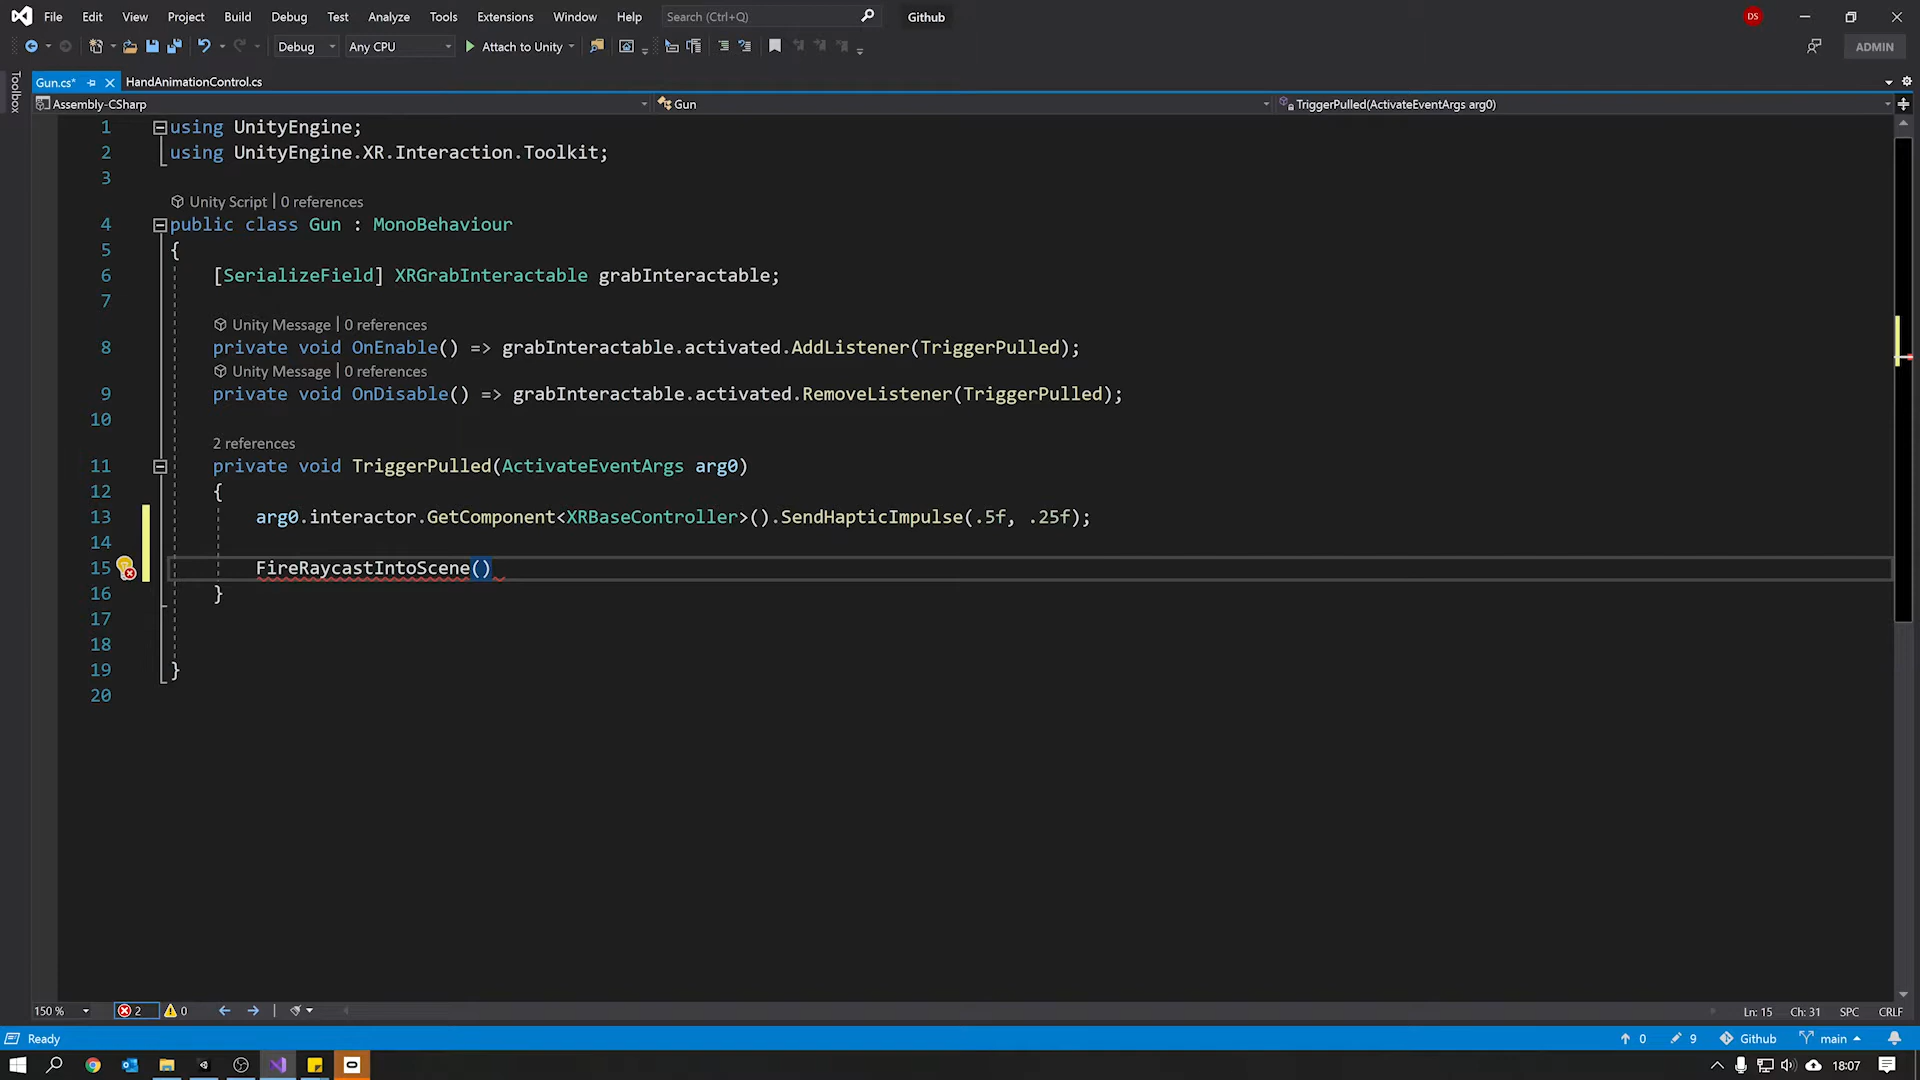 File Edit View Project Build Debug Test Analyze Tools Extensions Window Help Search (Ctrl+Q) Github DS
Debug Any CPU Attach to Unity ADMIN
Toolbox
Gun.cs* HandAnimationControl.cs
Assembly-CSharp Gun TriggerPulled(ActivateEventArgs arg0)
1 using UnityEngine;
2 using UnityEngine.XR.Interaction.Toolkit;
3
Unity Script | 0 references
4 public class Gun : MonoBehaviour
5 {
6 [SerializeField] XRGrabInteractable grabInteractable;
7
Unity Message | 0 references
8 private void OnEnable() => grabInteractable.activated.AddListener(TriggerPulled);
Unity Message | 0 references
9 private void OnDisable() => grabInteractable.activated.RemoveListener(TriggerPulled);
10
2 references
11 private void TriggerPulled(ActivateEventArgs arg0)
12 {
13 arg0.interactor.GetComponent<XRBaseController>().SendHapticImpulse(.5f, .25f);
14
15 FireRaycastIntoScene()
16 }
17
18
19 }
20
150 % 2 0 Ln: 15 Ch: 31 SPC CRLF
Ready 0 9 Github main
18:07